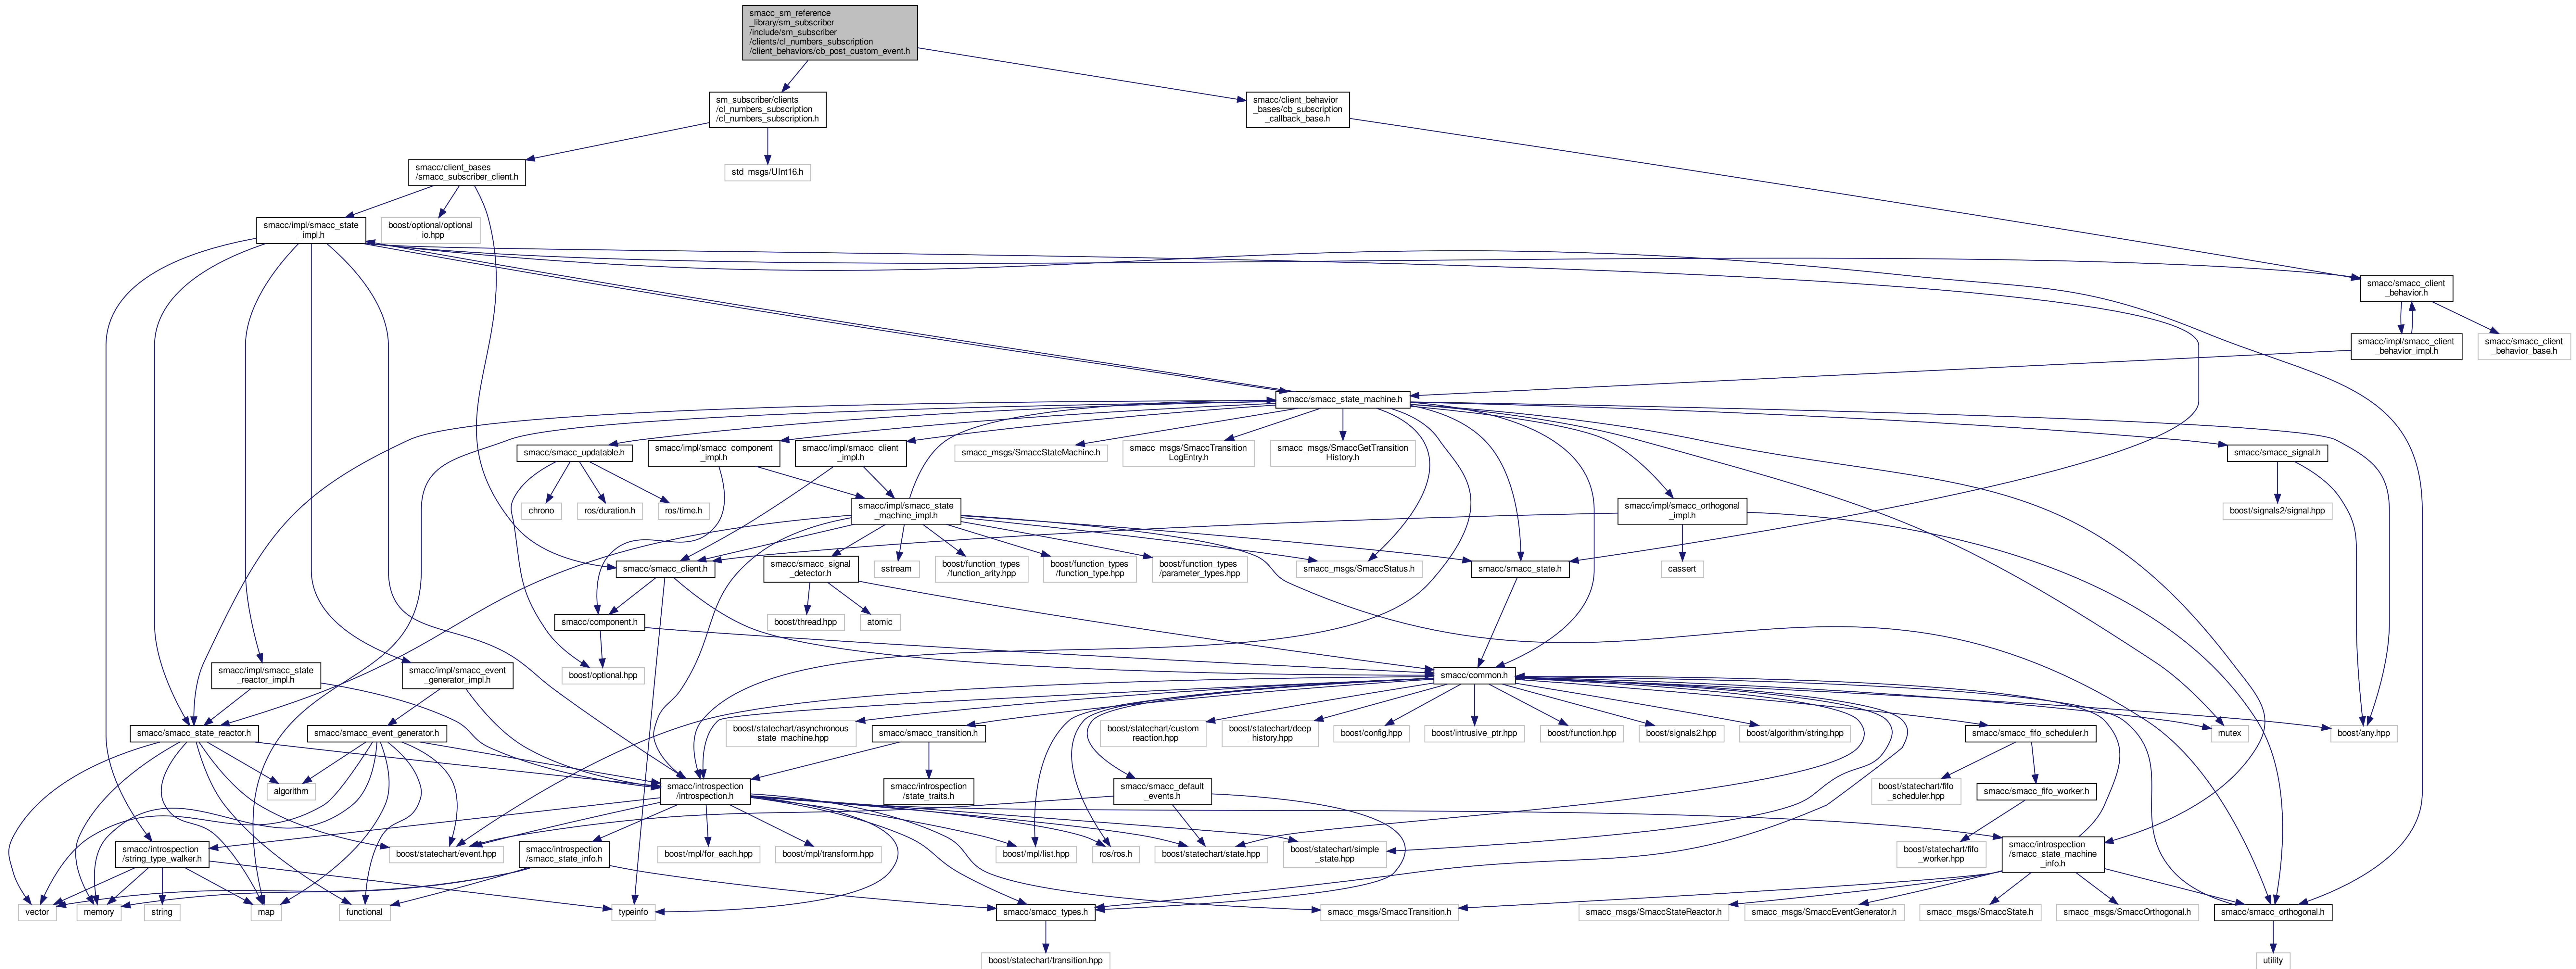 smacc_sm_reference
_library/sm_subscriber
/include/sm_subscriber
/clients/cl_numbers_subscription
/client_behaviors/cb_post_custom_event.h
sm_subscriber/clients
/cl_numbers_subscription
/cl_numbers_subscription.h
smacc/client_behavior
_bases/cb_subscription
_callback_base.h
smacc/client_bases
/smacc_subscriber_client.h
std_msgs/UInt16.h
smacc/impl/smacc_state
_impl.h
boost/optional/optional
_io.hpp
smacc/smacc_client
_behavior.h
smacc/impl/smacc_client
_behavior_impl.h
smacc/smacc_client
_behavior_base.h
smacc/smacc_state_machine.h
smacc/smacc_updatable.h
smacc/impl/smacc_component
_impl.h
smacc/impl/smacc_client
_impl.h
smacc_msgs/SmaccStateMachine.h
smacc_msgs/SmaccTransition
LogEntry.h
smacc_msgs/SmaccGetTransition
History.h
smacc/smacc_signal.h
chrono
ros/duration.h
ros/time.h
smacc/impl/smacc_state
_machine_impl.h
smacc/impl/smacc_orthogonal
_impl.h
boost/signals2/signal.hpp
smacc/smacc_client.h
smacc/smacc_signal
_detector.h
sstream
boost/function_types
/function_arity.hpp
boost/function_types
/function_type.hpp
boost/function_types
/parameter_types.hpp
smacc_msgs/SmaccStatus.h
smacc/smacc_state.h
cassert
smacc/component.h
boost/thread.hpp
atomic
smacc/impl/smacc_state
_reactor_impl.h
smacc/impl/smacc_event
_generator_impl.h
boost/optional.hpp
smacc/common.h
smacc/smacc_state_reactor.h
smacc/smacc_event_generator.h
boost/statechart/asynchronous
_state_machine.hpp
smacc/smacc_transition.h
boost/statechart/custom
_reaction.hpp
boost/statechart/deep
_history.hpp
boost/config.hpp
boost/intrusive_ptr.hpp
boost/function.hpp
boost/signals2.hpp
boost/algorithm/string.hpp
smacc/smacc_fifo_scheduler.h
mutex
boost/any.hpp
algorithm
smacc/introspection
/introspection.h
smacc/introspection
/state_traits.h
smacc/smacc_default
_events.h
boost/statechart/fifo
_scheduler.hpp
smacc/smacc_fifo_worker.h
smacc/introspection
/string_type_walker.h
boost/statechart/event.hpp
smacc/introspection
/smacc_state_info.h
boost/mpl/for_each.hpp
boost/mpl/transform.hpp
boost/mpl/list.hpp
ros/ros.h
boost/statechart/state.hpp
boost/statechart/simple
_state.hpp
boost/statechart/fifo
_worker.hpp
smacc/introspection
/smacc_state_machine
_info.h
vector
memory
string
map
functional
typeinfo
smacc/smacc_types.h
smacc_msgs/SmaccTransition.h
smacc_msgs/SmaccStateReactor.h
smacc_msgs/SmaccEventGenerator.h
smacc_msgs/SmaccState.h
smacc_msgs/SmaccOrthogonal.h
smacc/smacc_orthogonal.h
boost/statechart/transition.hpp
utility